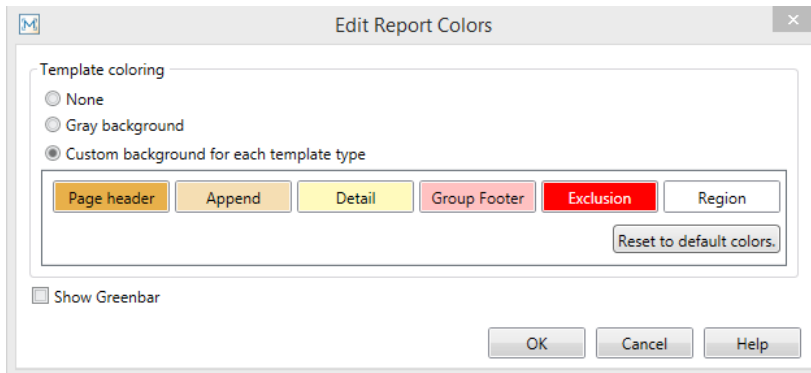 Edit Report Colors
Template coloring
None
Gray background
Custom background for each template type
Page header Append Detail Group Footer Exclusion Region
Reset to default colors.
Show Greenbar
OK Cancel Help